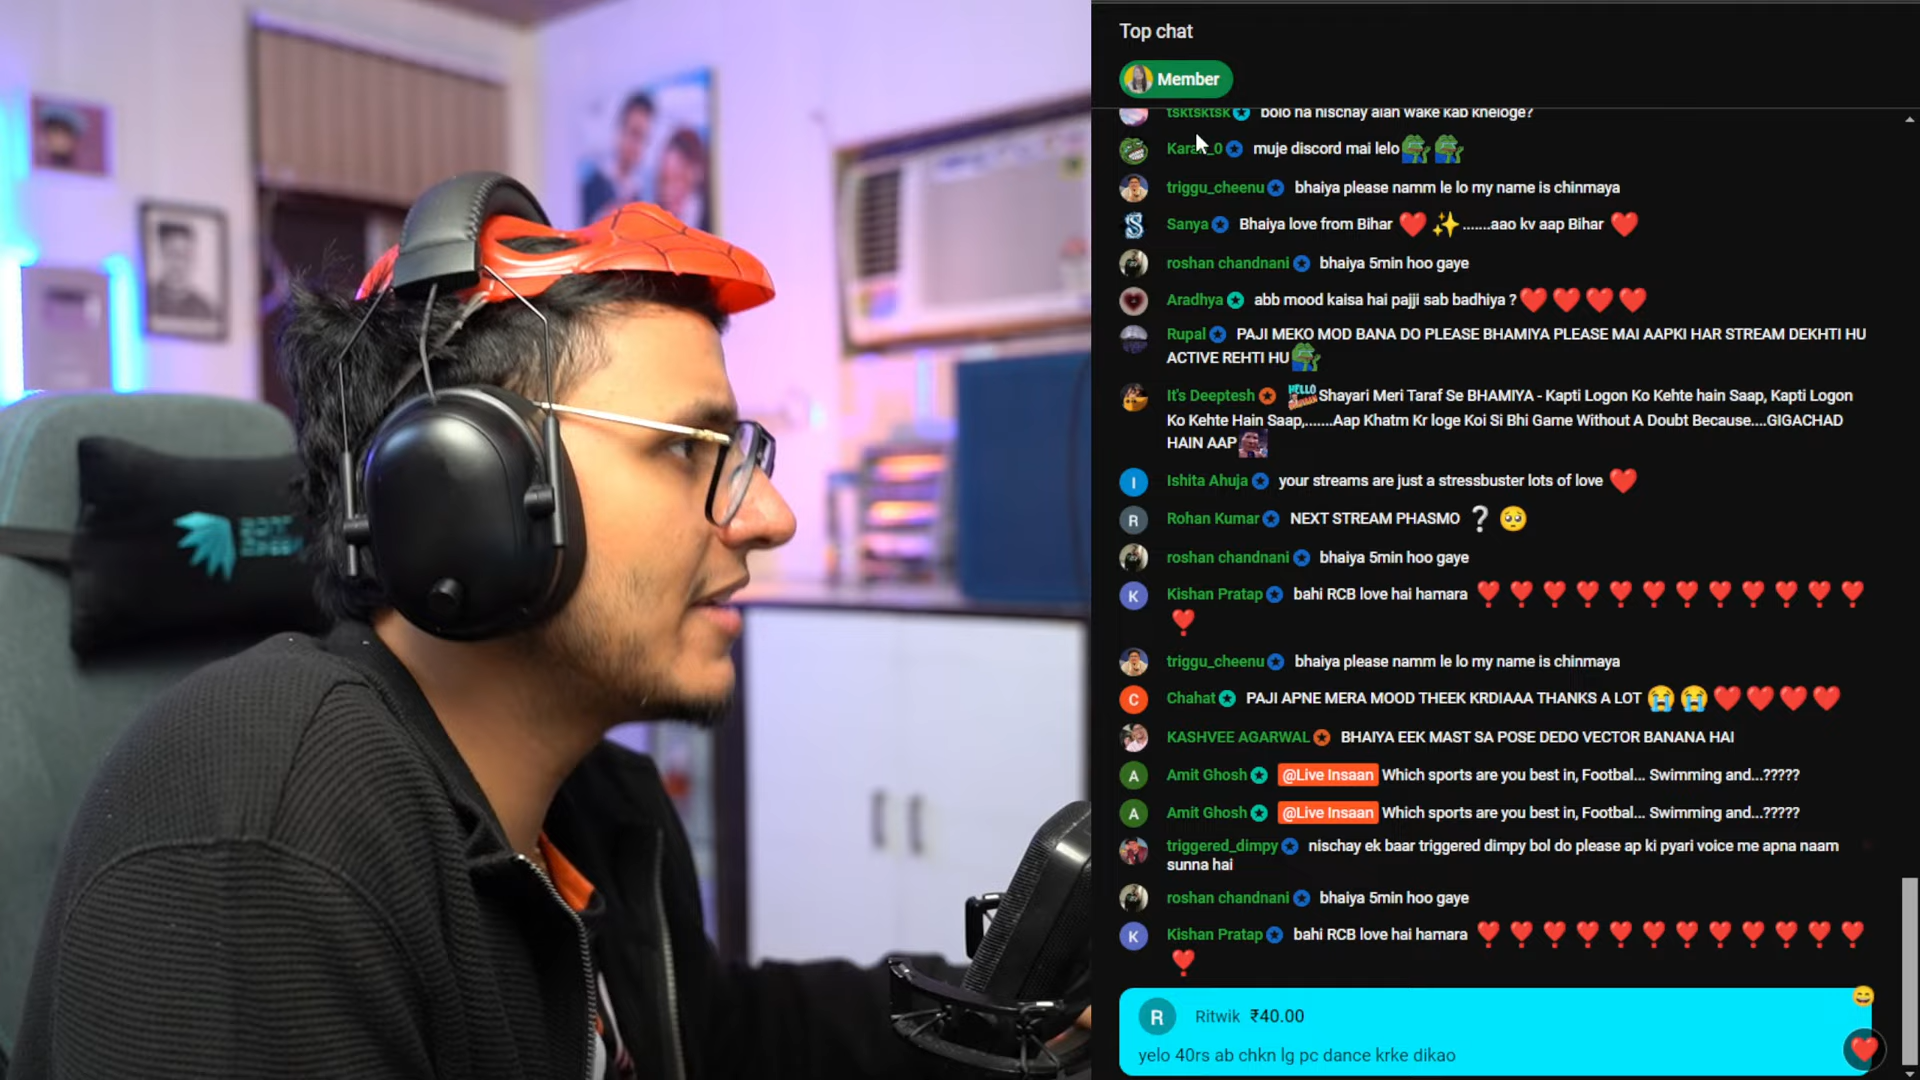 Top chat
Member
tsktsktsk bolo na nischay alan wake kab kheloge?
muje discord mai lelo
triggu_cheenu bhaiya please namm le lo my name is chinmaya
Sanya Bhaiya love from Bihar ❤️ ✨.......aao kv aap Bihar ❤️
roshan chandnani bhaiya 5min hoo gaye
Aradhya abb mood kaisa hai pajji sab badhiya ?❤️❤️❤️❤️
Rupal PAJI MEKO MOD BANA DO PLEASE BHAMIYA PLEASE MAI AAPKI HAR STREAM DEKHTI HU
ACTIVE REHTI HU
It's Deeptesh HELLO Shayari Meri Taraf Se BHAMIYA - Kapti Logon Ko Kehte hain Saap, Kapti Logon
Ko Kehte Hain Saap,.......Aap Khatm Kr loge Koi Si Bhi Game Without A Doubt Because....GIGACHAD
HAIN AAP
I Ishita Ahuja your streams are just a stressbuster lots of love ❤️
R Rohan Kumar NEXT STREAM PHASMO ❔ 🥺
roshan chandnani bhaiya 5min hoo gaye
K Kishan Pratap bahi RCB love hai hamara ❣️❣️❣️❣️❣️❣️❣️❣️❣️❣️❣️❣️
❣️
triggu_cheenu bhaiya please namm le lo my name is chinmaya
C Chahat PAJI APNE MERA MOOD THEEK KRDIAAA THANKS A LOT 😭😭❤️❤️❤️❤️
KASHVEE AGARWAL BHAIYA EEK MAST SA POSE DEDO VECTOR BANANA HAI
A Amit Ghosh @Live Insaan Which sports are you best in, Footbal... Swimming and...?????
A Amit Ghosh @Live Insaan Which sports are you best in, Footbal... Swimming and...?????
triggered_dimpy nischay ek baar triggered dimpy bol do please ap ki pyari voice me apna naam
sunna hai
roshan chandnani bhaiya 5min hoo gaye
K Kishan Pratap bahi RCB love hai hamara ❣️❣️❣️❣️❣️❣️❣️❣️❣️❣️❣️❣️
❣️
R Ritwik ₹40.00
yelo 40rs ab chkn lg pc dance krke dikao